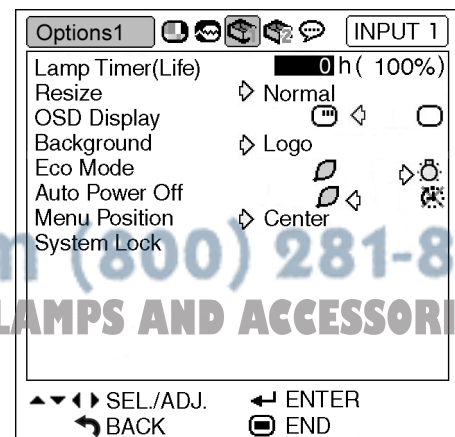 Options1 INPUT 1
Lamp Timer(Life) 0 h ( 100%)
Resize Normal
OSD Display
Background Logo
Eco Mode
Auto Power Off
Menu Position Center
System Lock
(800) 281-8
LAMPS AND ACCESSORI
SEL./ADJ. ENTER
BACK END